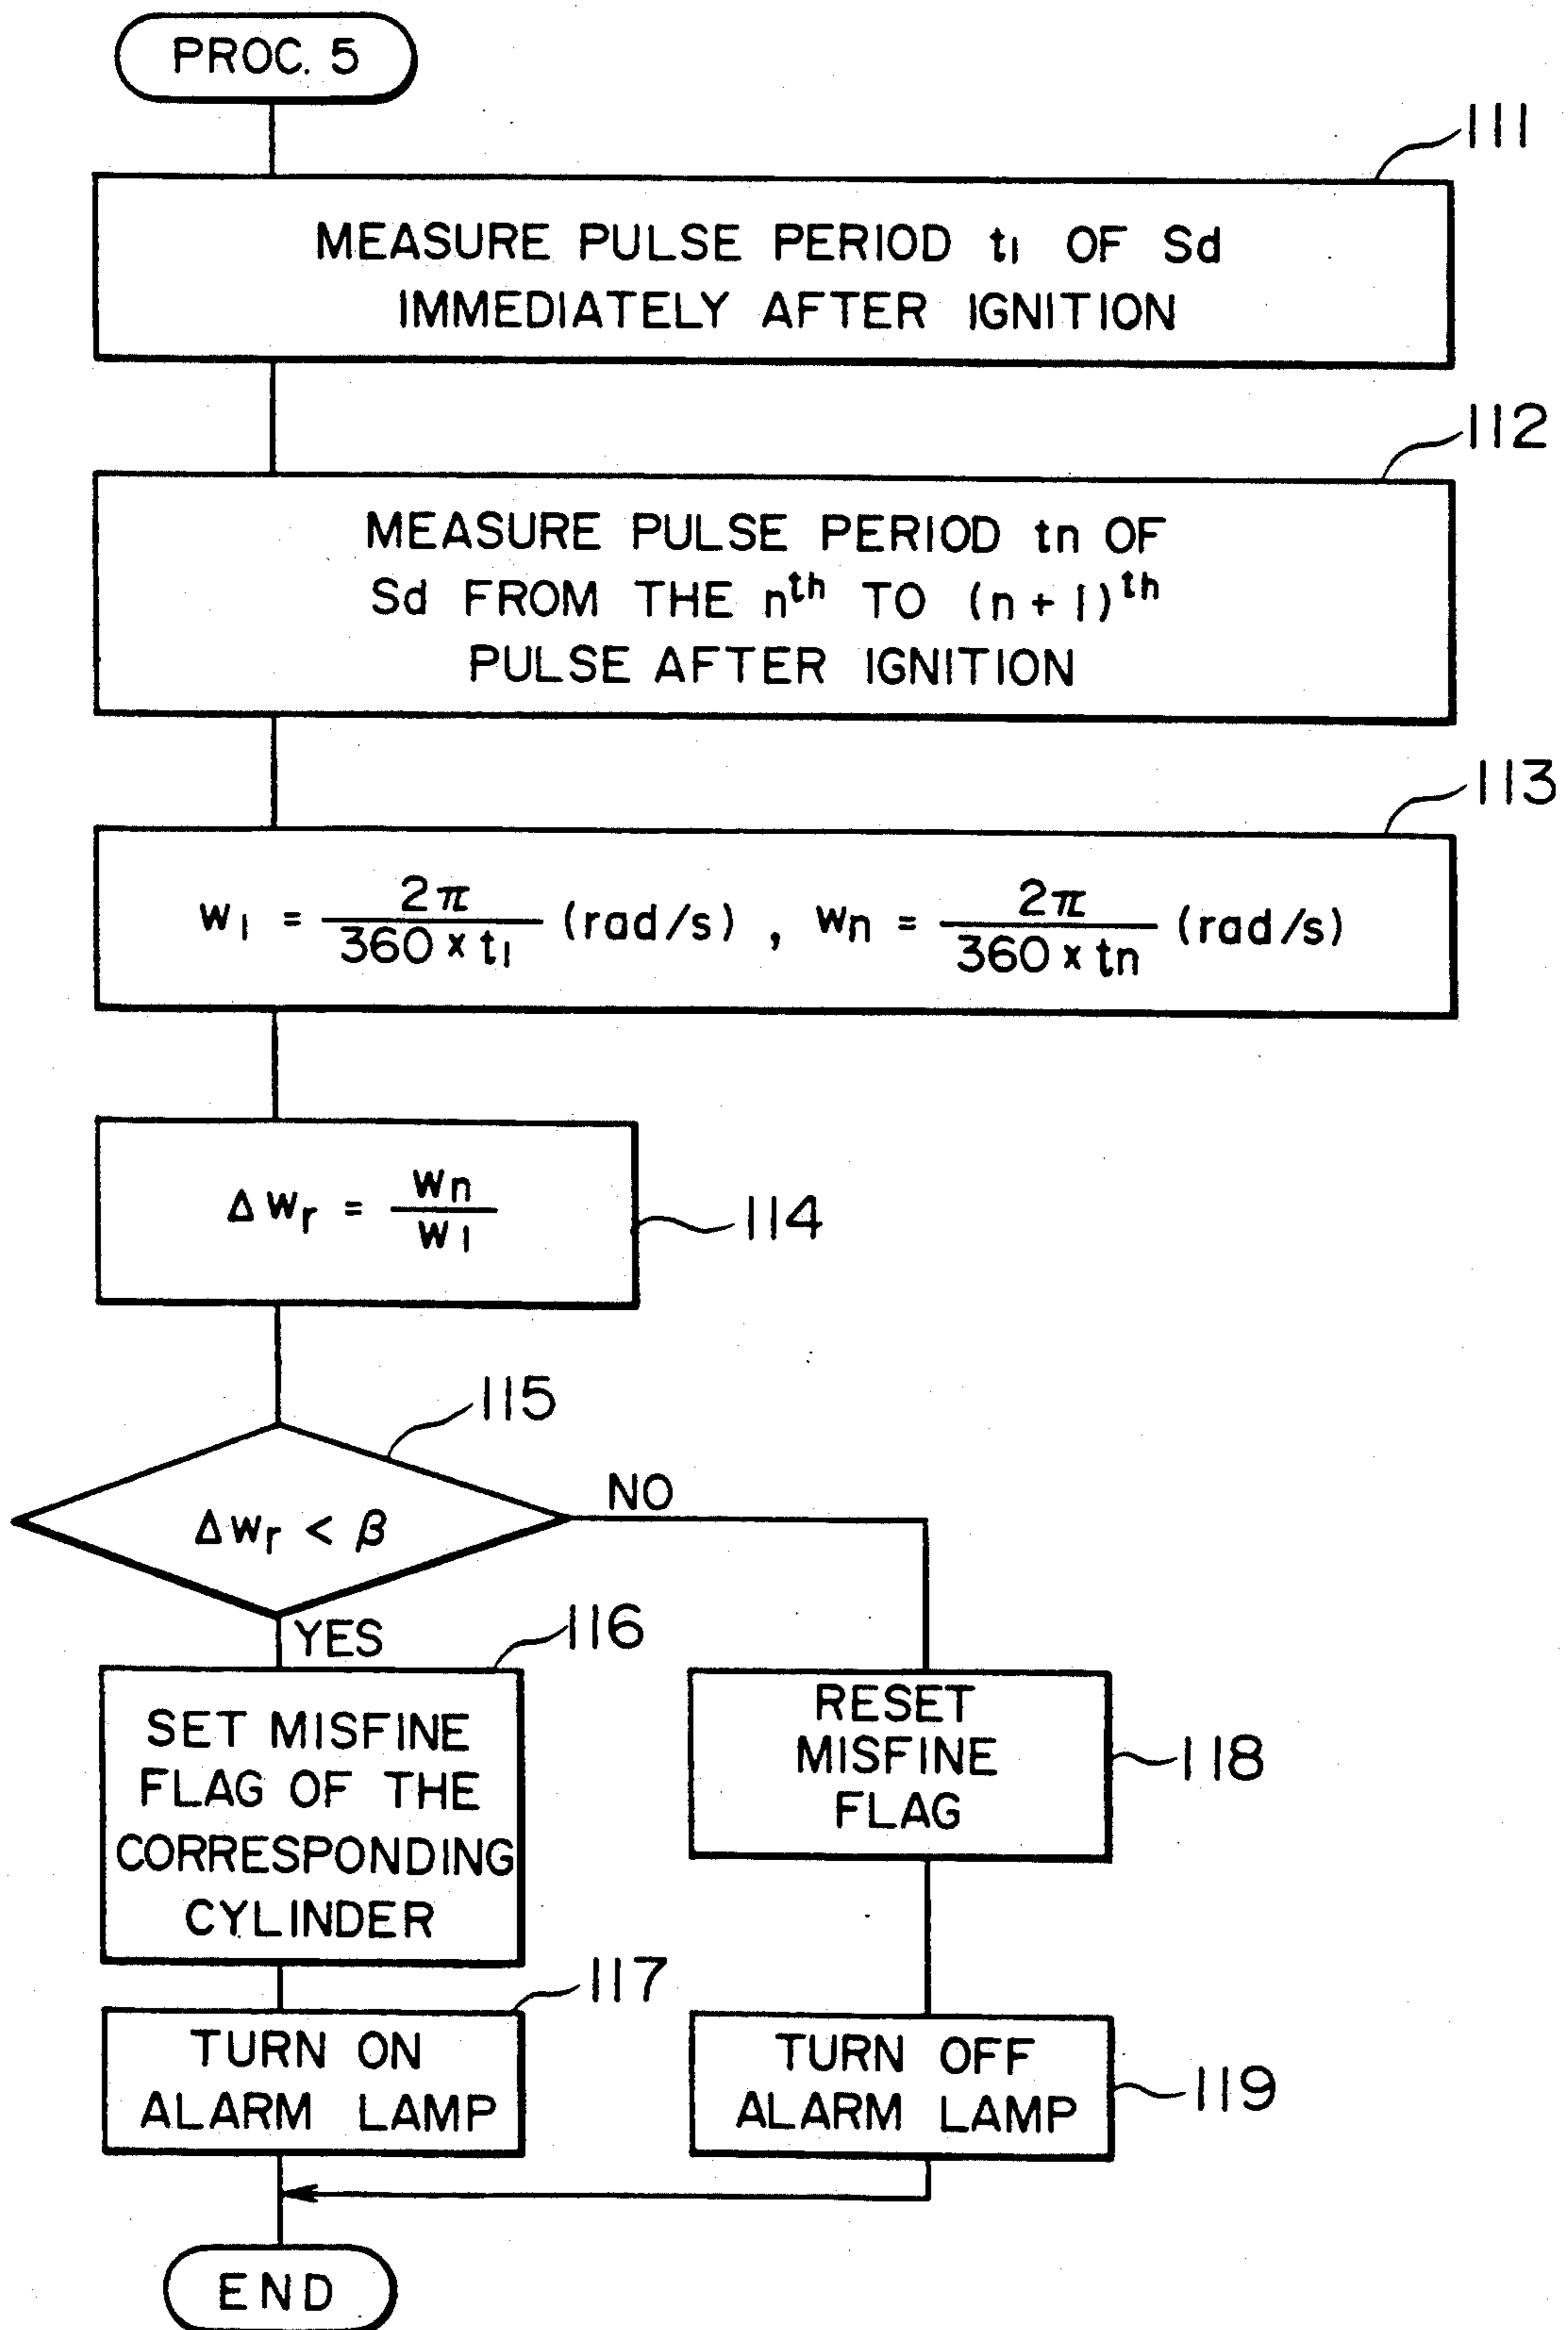 PROC. 5
111
MEASURE PULSE PERIOD t1 OF Sd
IMMEDIATELY AFTER IGNITION
112
MEASURE PULSE PERIOD tn OF
Sd FROM THE nth TO (n + 1)th
PULSE AFTER IGNITION
113
w1 = 2π / 360 × t1 (rad/s) , wn = 2π / 360 × tn (rad/s)
Δwr = wn / w1
114
115
Δwr < β
NO
YES
116
SET MISFINE
FLAG OF THE
CORRESPONDING
CYLINDER
RESET
MISFINE
FLAG
118
117
TURN ON
ALARM LAMP
TURN OFF
ALARM LAMP
119
END